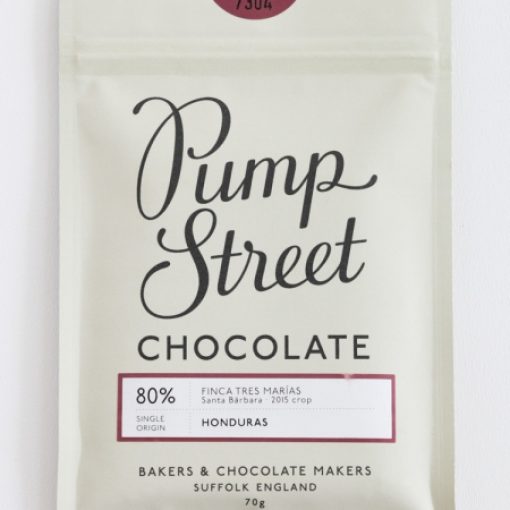 7304
Pump
Street
CHOCOLATE
80% FINCA TRES MARÍAS
Santa Bárbara · 2015 crop
SINGLE
ORIGIN HONDURAS
BAKERS & CHOCOLATE MAKERS
SUFFOLK ENGLAND
70g